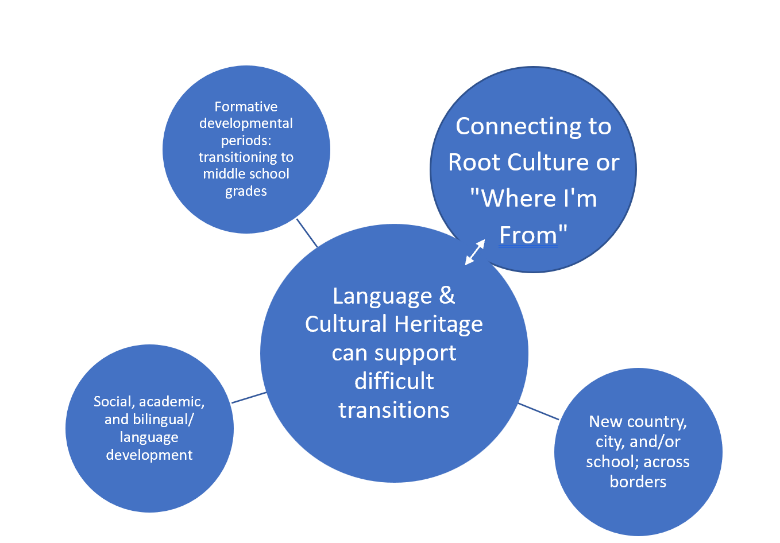 Formative
developmental
periods:
transitioning to
middle school
grades
Connecting to
Root Culture or
"Where I'm
From"
Language &
Cultural Heritage
can support
difficult
transitions
Social, academic,
and bilingual/
language
development
New country,
city, and/or
school; across
borders